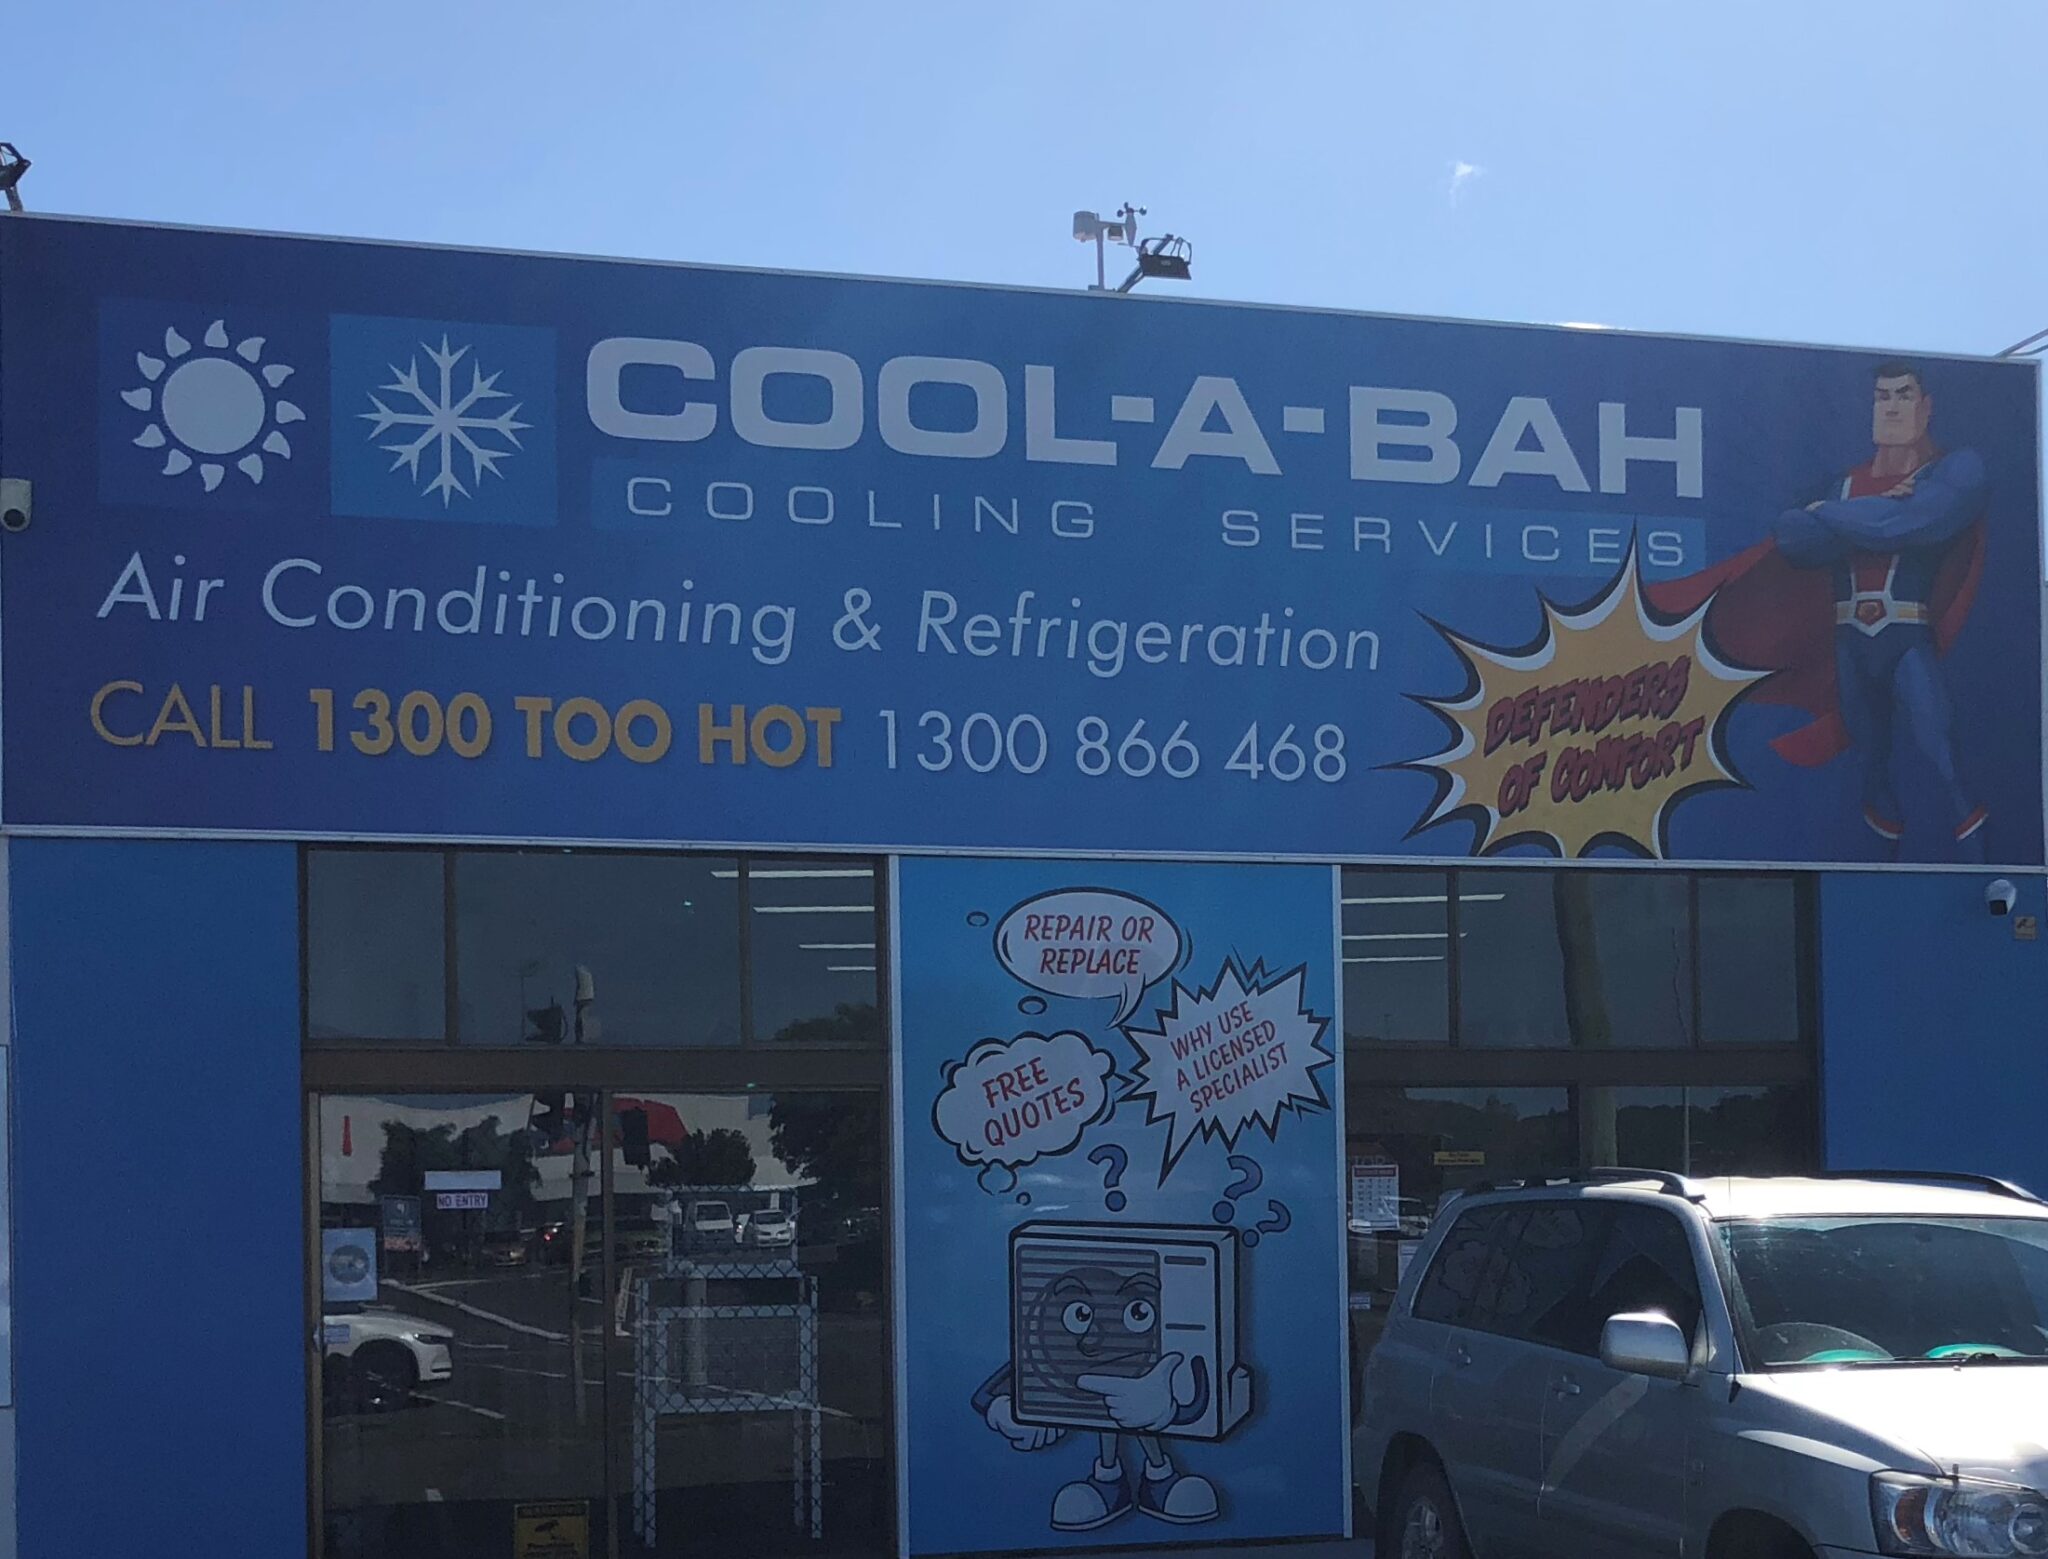 COOL-A-BAH
COOLING SERVICES
Air Conditioning & Refrigeration
CALL 1300 TOO HOT 1300 866 468
DEFENDERS
OF COMFORT
REPAIR OR
REPLACE
WHY USE
A LICENSED
SPECIALIST
FREE
QUOTES
NO ENTRY